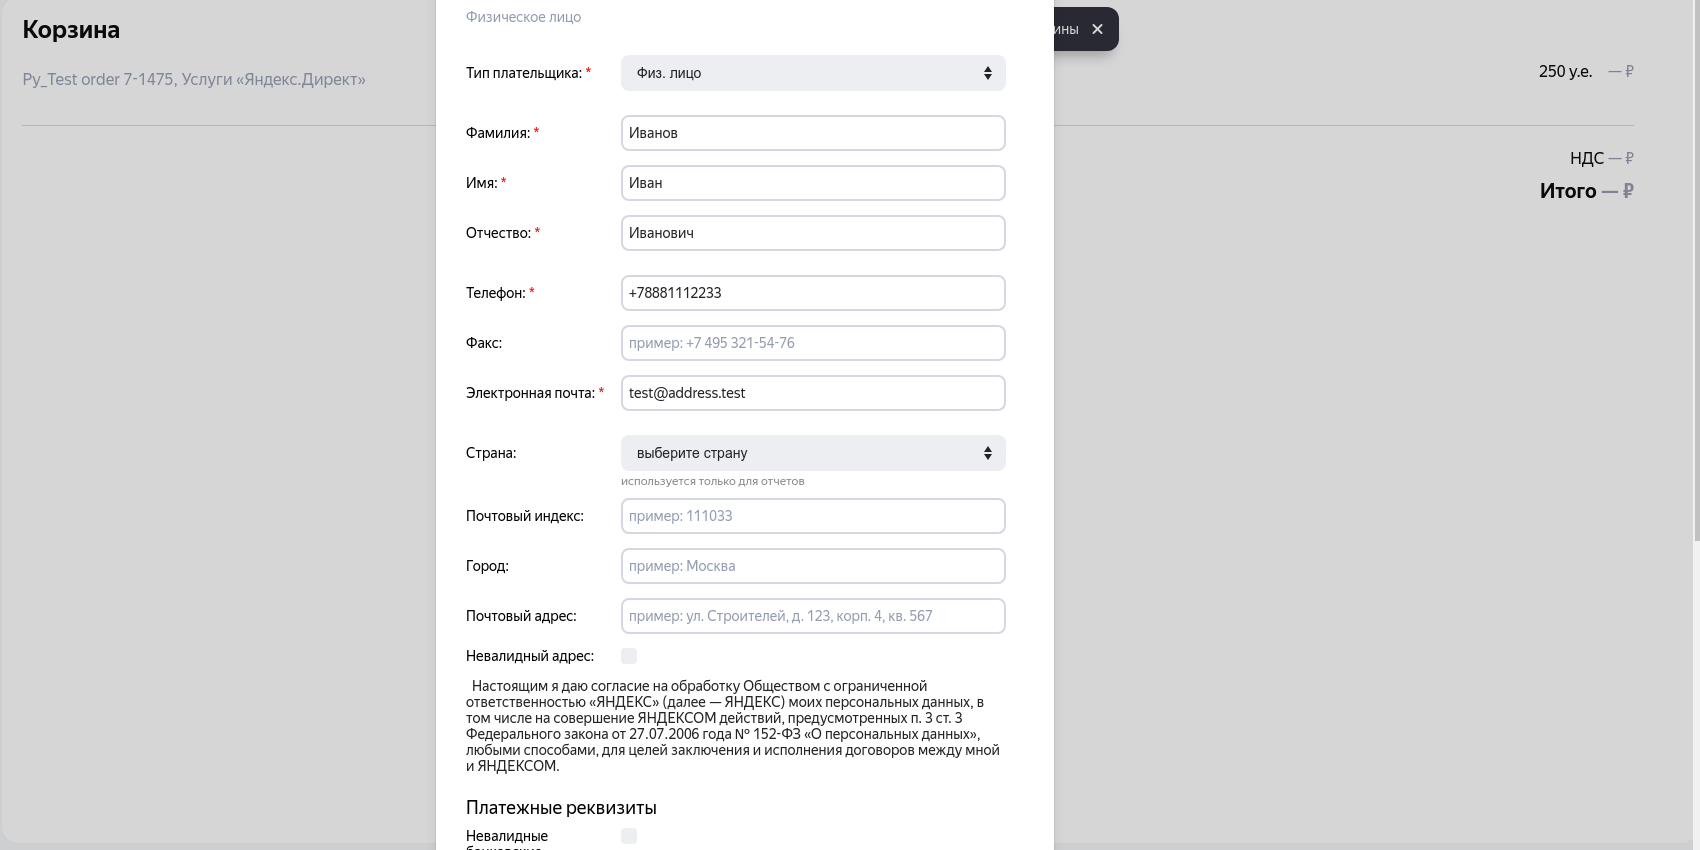 Корзина
Py_Test order 7-1475, Услуги «Яндекс.Директ»
250 у.е. — ₽
НДС — ₽
Итого — ₽
ины ✕
Физическое лицо
Тип плательщика: * Физ. лицо
Фамилия: * Иванов
Имя: * Иван
Отчество: * Иванович
Телефон: * +78881112233
Факс: пример: +7 495 321-54-76
Электронная почта: * test@address.test
Страна: выберите страну
используется только для отчетов
Почтовый индекс: пример: 111033
Город: пример: Москва
Почтовый адрес: пример: ул. Строителей, д. 123, корп. 4, кв. 567
Невалидный адрес:
Настоящим я даю согласие на обработку Обществом с ограниченной
ответственностью «ЯНДЕКС» (далее — ЯНДЕКС) моих персональных данных, в
том числе на совершение ЯНДЕКСОМ действий, предусмотренных п. 3 ст. 3
Федерального закона от 27.07.2006 года № 152-ФЗ «О персональных данных»,
любыми способами, для целей заключения и исполнения договоров между мной
и ЯНДЕКСОМ.
Платежные реквизиты
Невалидные